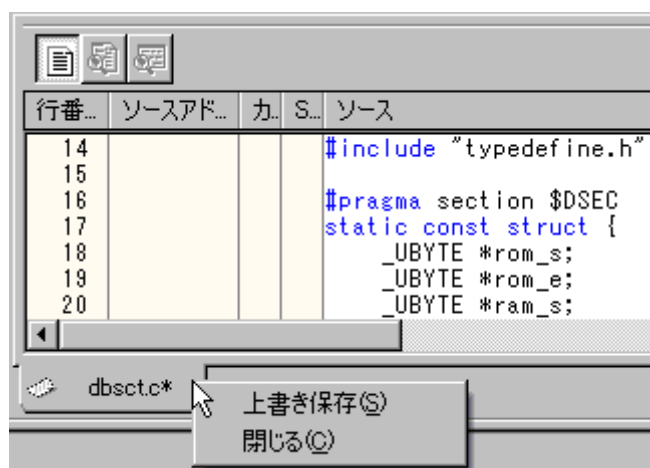 行番... ソースアド... カ.. S... ソース
14 #include "typedefine.h"
15
16 #pragma section $DSEC
17 static const struct {
18 _UBYTE *rom_s;
19 _UBYTE *rom_e;
20 _UBYTE *ram_s;
dbsct.c*
上書き保存(S)
閉じる(C)